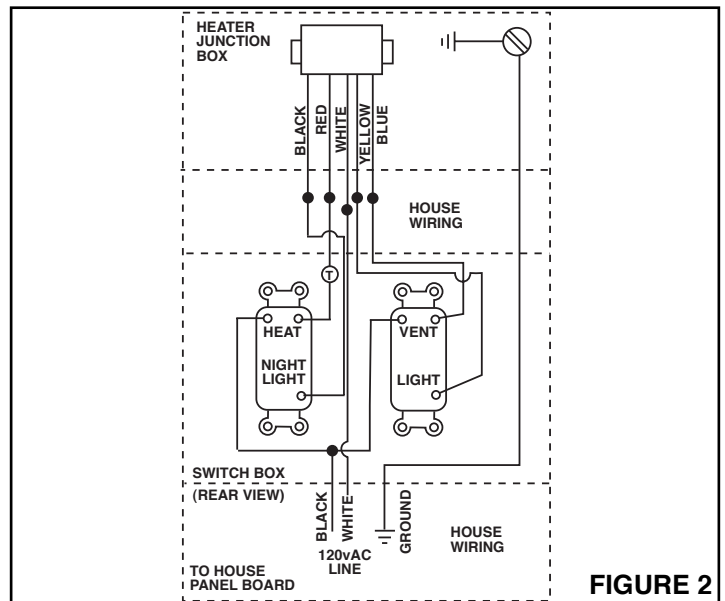 HEATER
JUNCTION
BOX
BLACK
RED
WHITE
YELLOW
BLUE
HOUSE
WIRING
T
HEAT
NIGHT
LIGHT
VENT
LIGHT
SWITCH BOX
(REAR VIEW)
BLACK
WHITE
120vAC
LINE
GROUND
HOUSE
WIRING
TO HOUSE
PANEL BOARD
FIGURE 2